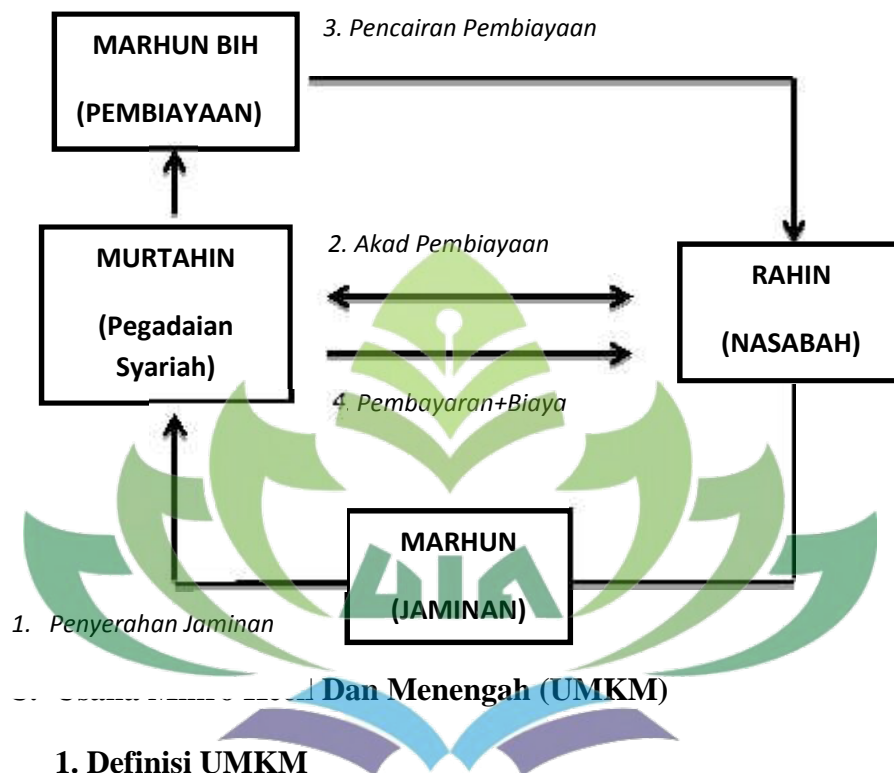 3. Pencairan Pembiayaan
MARHUN BIH
(PEMBIAYAAN)
2. Akad Pembiayaan
MURTAHIN
(Pegadaian
Syariah)
RAHIN
(NASABAH)
4. Pembayaran+Biaya
MARHUN
(JAMINAN)
UIA
1. Penyerahan Jaminan
Dan Menengah (UMKM)
1. Definisi UMKM